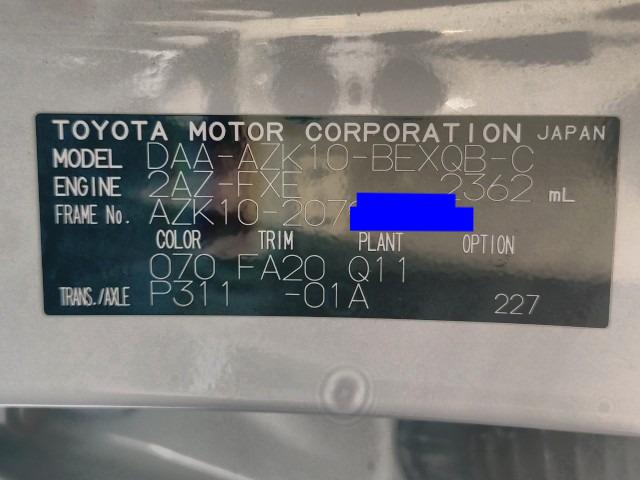 TOYOTA MOTOR CORPORATION JAPAN
MODEL DAA-AZK10-BEXQB-C
ENGINE 2AZ-FXE 2362 mL
FRAME No. AZK10-207
COLOR TRIM PLANT OPTION
070 FA20 Q11
TRANS./AXLE P311 -01A 227